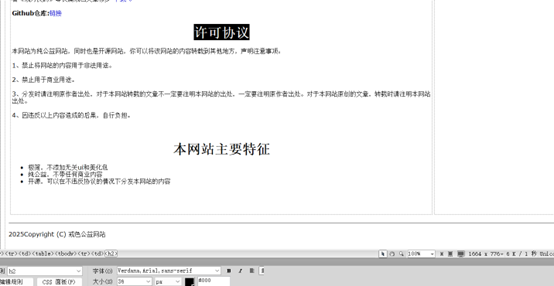 Github仓库:链接
许可协议
本网站为纯公益网站，同时也是开源网站，你可以将该网站的内容转载到其他地方，声明注意事项。
1、禁止将网站的内容用于非法用途。
2、禁止用于商业用途。
3、分发时请注明原作者出处，对于本网站转载的文章不一定要注明本网站的出处，一定要注明原作者出处。对于本网站原创的文章，转载时请注明本网站
出处。
4、因违反以上内容造成的后果，自行负担。
本网站主要特征
极简，不添加无关ui和美化包
纯公益，不带任何商业内容
开源，可以在不违反协议的情况下分发本网站的内容
2025Copyright (C) 戒色公益网站
<tr><td><table><tbody><tr><td><h2>
100%
1664 x 776
6 K / 1 秒
h2
字体(O)
Verdana,Arial,sans-serif
B I
编辑规则
CSS 面板(P)
大小(S)
36
px
#000